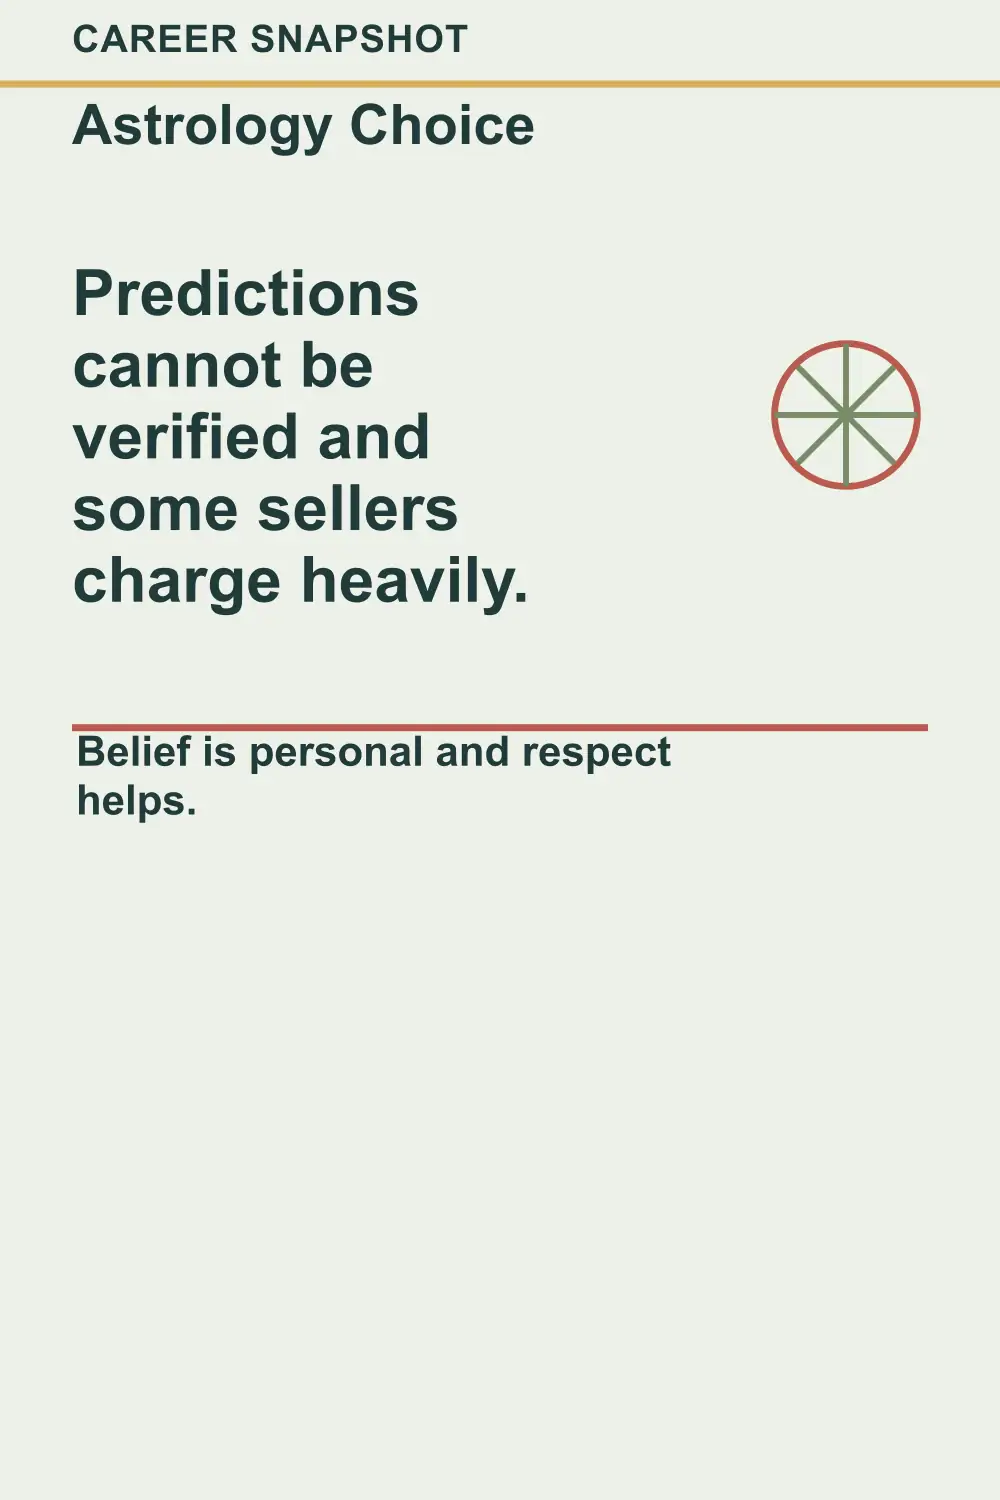 CAREER SNAPSHOT
Astrology Choice
Predictions
cannot be
verified and
some sellers
charge heavily.
Belief is personal and respect
helps.